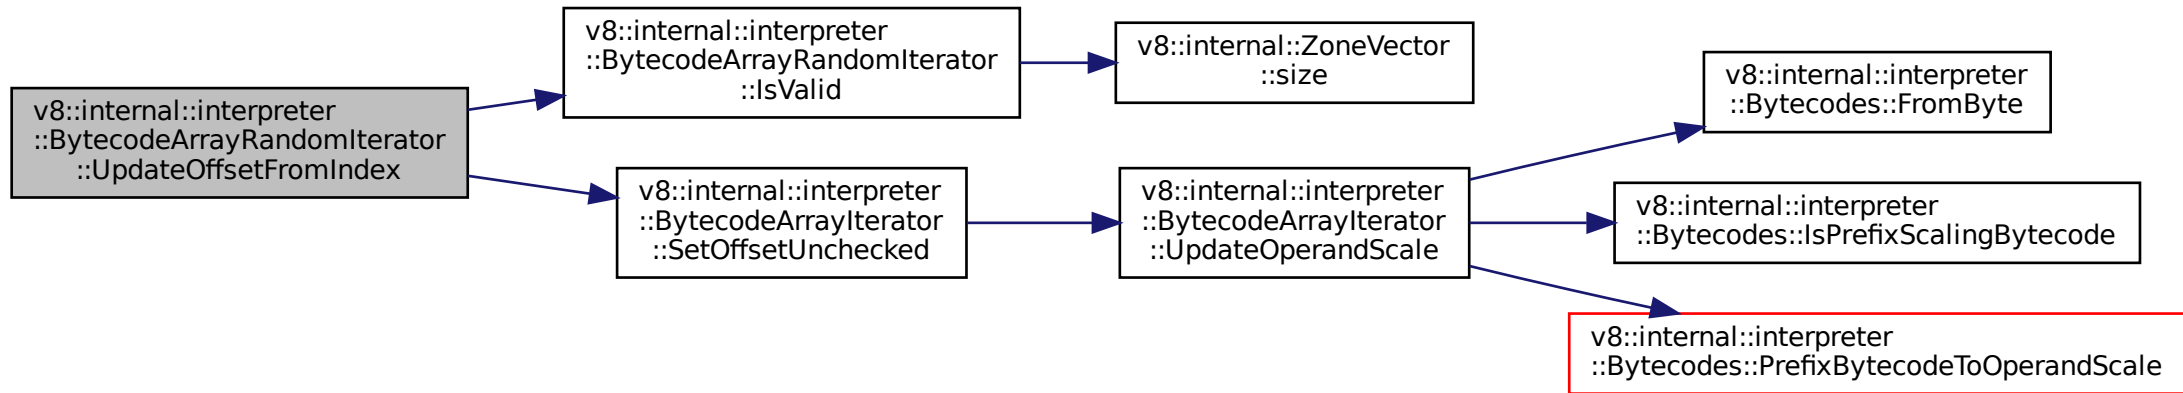 v8::internal::interpreter
::BytecodeArrayRandomIterator
::UpdateOffsetFromIndex
v8::internal::interpreter
::BytecodeArrayRandomIterator
::IsValid
v8::internal::ZoneVector
::size
v8::internal::interpreter
::BytecodeArrayIterator
::SetOffsetUnchecked
v8::internal::interpreter
::BytecodeArrayIterator
::UpdateOperandScale
v8::internal::interpreter
::Bytecodes::FromByte
v8::internal::interpreter
::Bytecodes::IsPrefixScalingBytecode
v8::internal::interpreter
::Bytecodes::PrefixBytecodeToOperandScale